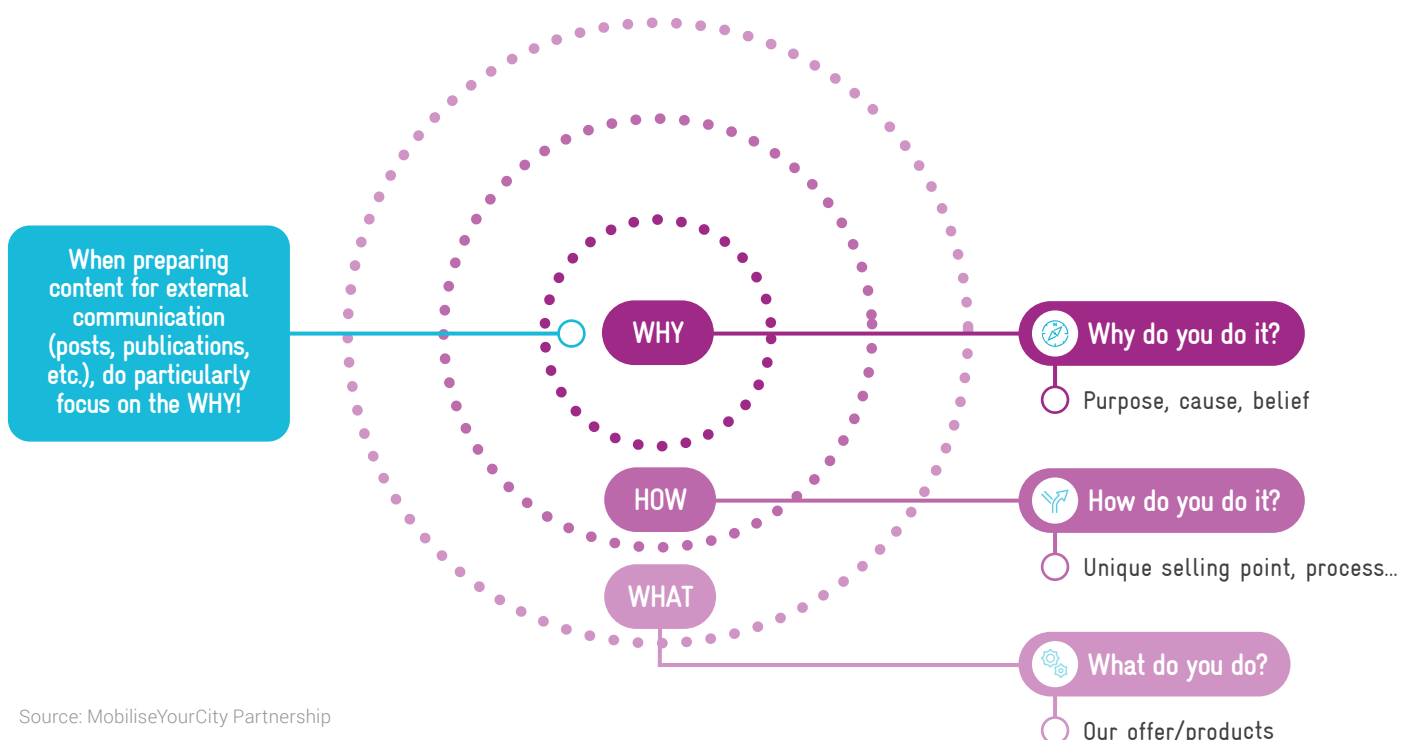 When preparing
content for external
communication
(posts, publications,
etc.), do particularly
focus on the WHY!
WHY
Why do you do it?
Purpose, cause, belief
HOW
How do you do it?
Unique selling point, process...
WHAT
What do you do?
Our offer/products
Source: MobiliseYourCity Partnership